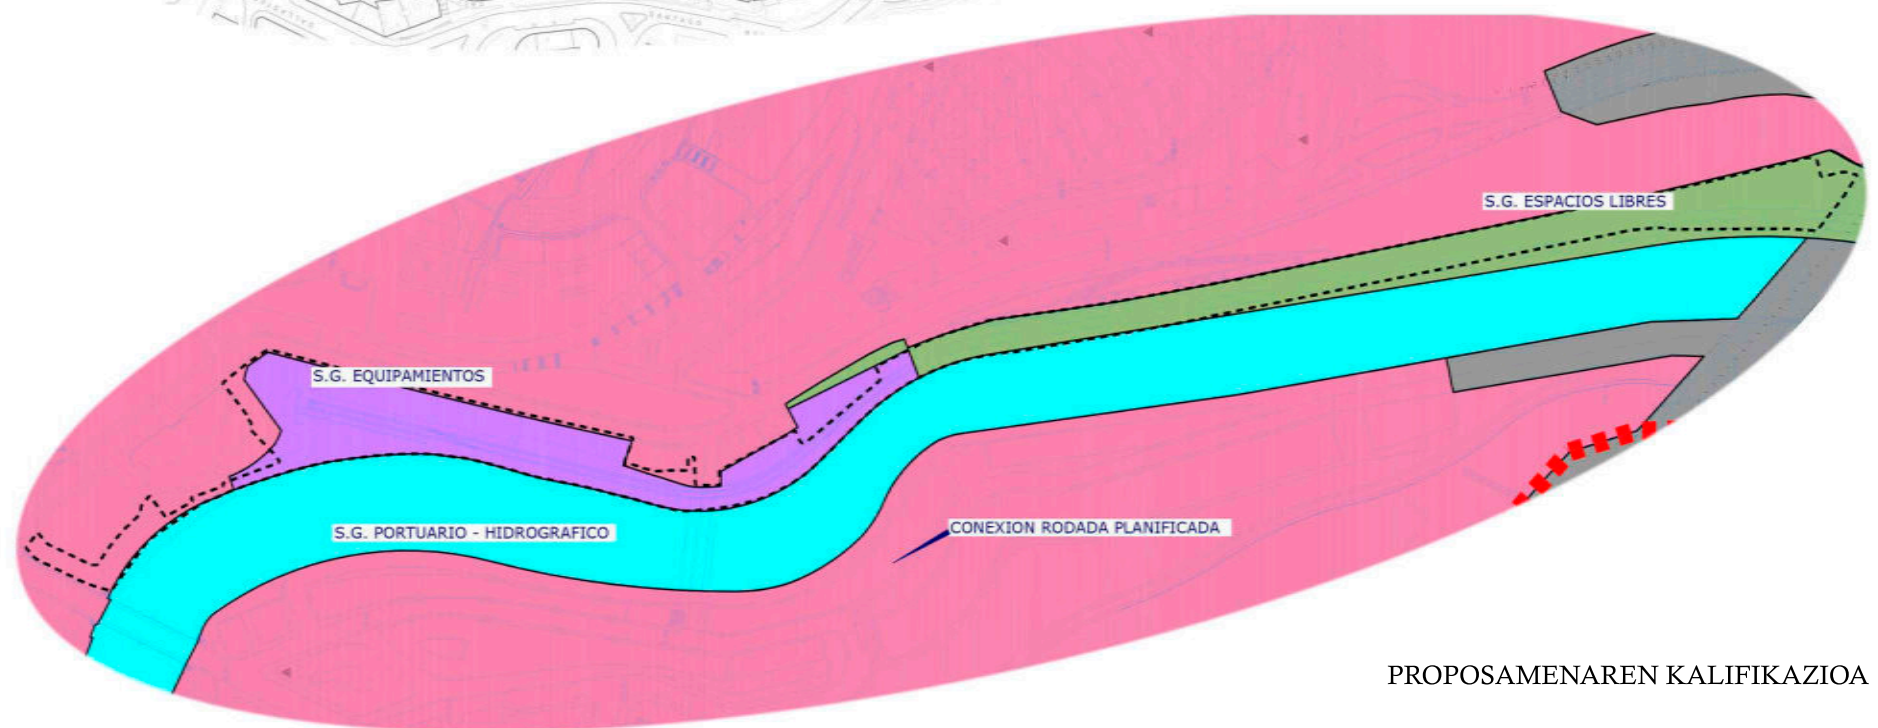 S.G. ESPACIOS LIBRES
S.G. EQUIPAMIENTOS
S.G. PORTUARIO - HIDROGRAFICO
CONEXION RODADA PLANIFICADA
PROPOSAMENAREN KALIFIKAZIOA